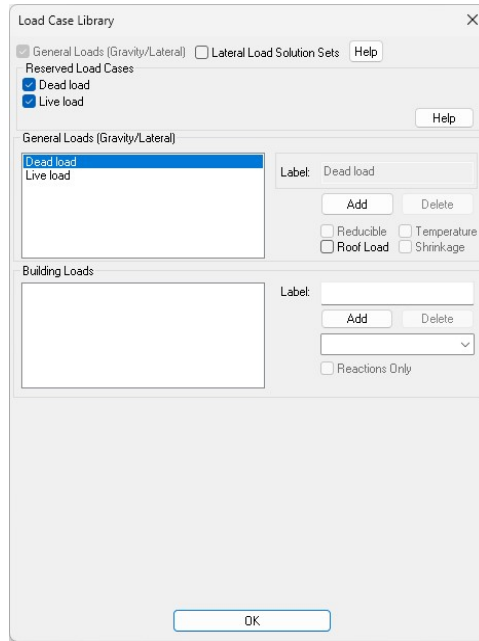 Load Case Library
General Loads (Gravity/Lateral) Lateral Load Solution Sets Help
Reserved Load Cases
Dead load
Live load
Help
General Loads (Gravity/Lateral)
Dead load
Live load
Label: Dead load
Add Delete
Reducible Temperature
Roof Load Shrinkage
Building Loads
Label:
Add Delete
Reactions Only
OK